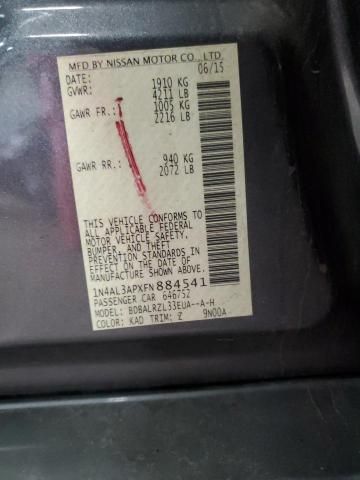 MFD BY NISSAN MOTOR CO., LTD
DATE: 06/15
GVWR: 1910 KG
4211 LB
GAWR FR.: 1005 KG
2216 LB
GAWR RR.: 940 KG
2072 LB
THIS VEHICLE CONFORMS TO
ALL APPLICABLE FEDERAL
MOTOR VEHICLE SAFETY,
BUMPER, AND THEFT
PREVENTION STANDARDS IN
EFFECT ON THE DATE OF
MANUFACTURE SHOWN ABOVE.
1N4AL3APXFN884541
PASSENGER CAR 646752
MODEL: BDBALRZL33EUA--A-H
COLOR: KAD TRIM: Z 9N00A